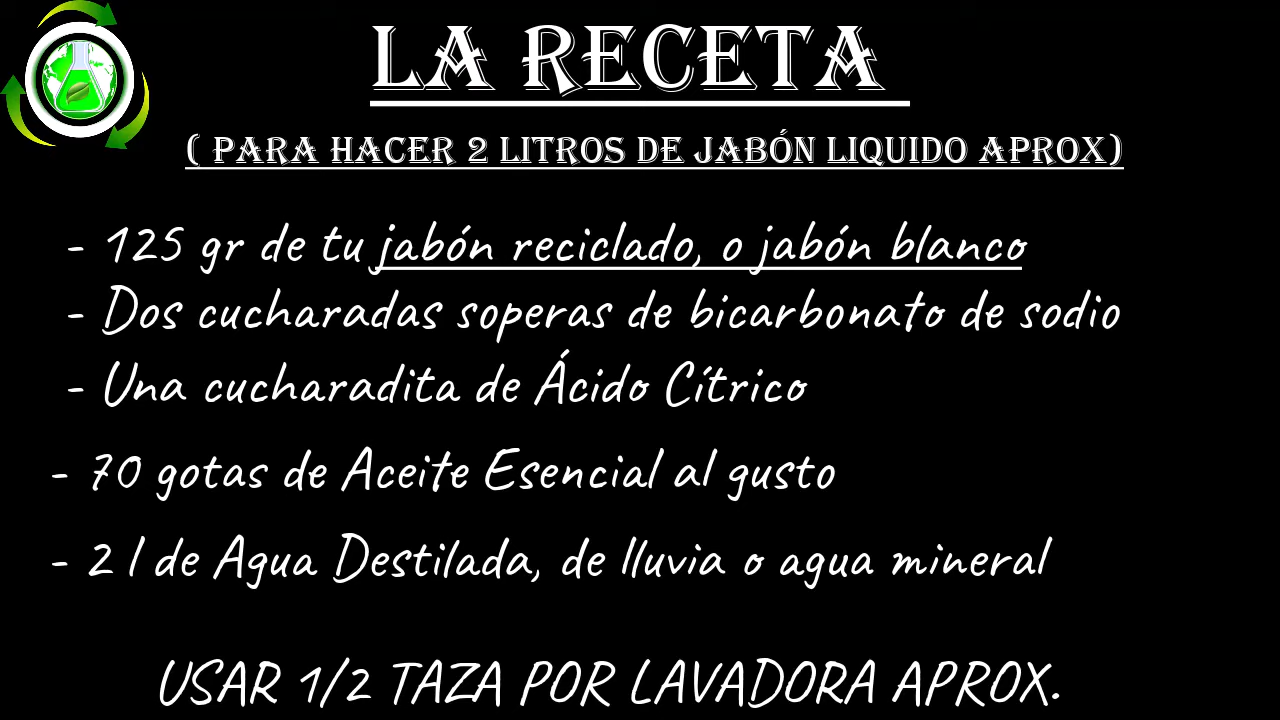 LA RECETA
( PARA HACER 2 LITROS DE JABÓN LIQUIDO APROX)
- 125 gr de tu jabón reciclado, o jabón blanco
- Dos cucharadas soperas de bicarbonato de sodio
- Una cucharadita de Ácido Cítrico
- 70 gotas de Aceite Esencial al gusto
- 2 l de Agua Destilada, de lluvia o agua mineral
USAR 1/2 TAZA POR LAVADORA APROX.